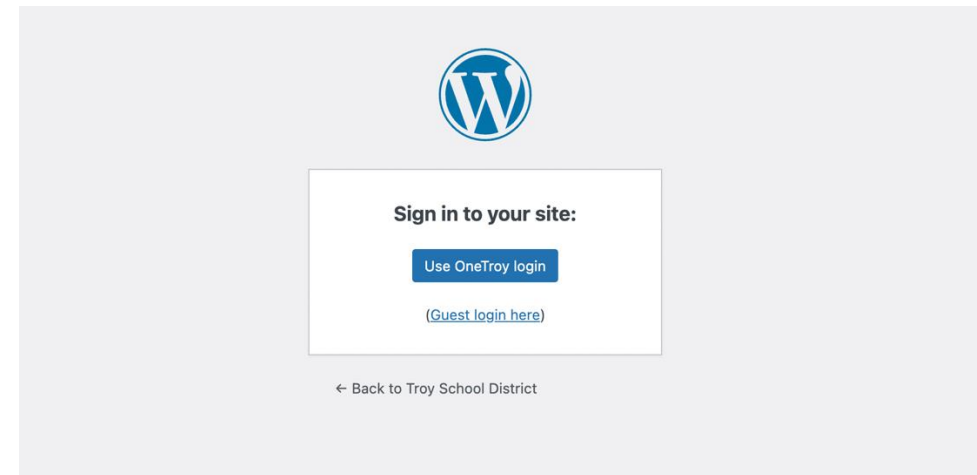 Sign in to your site:
Use OneTroy login
(Guest login here)
← Back to Troy School District